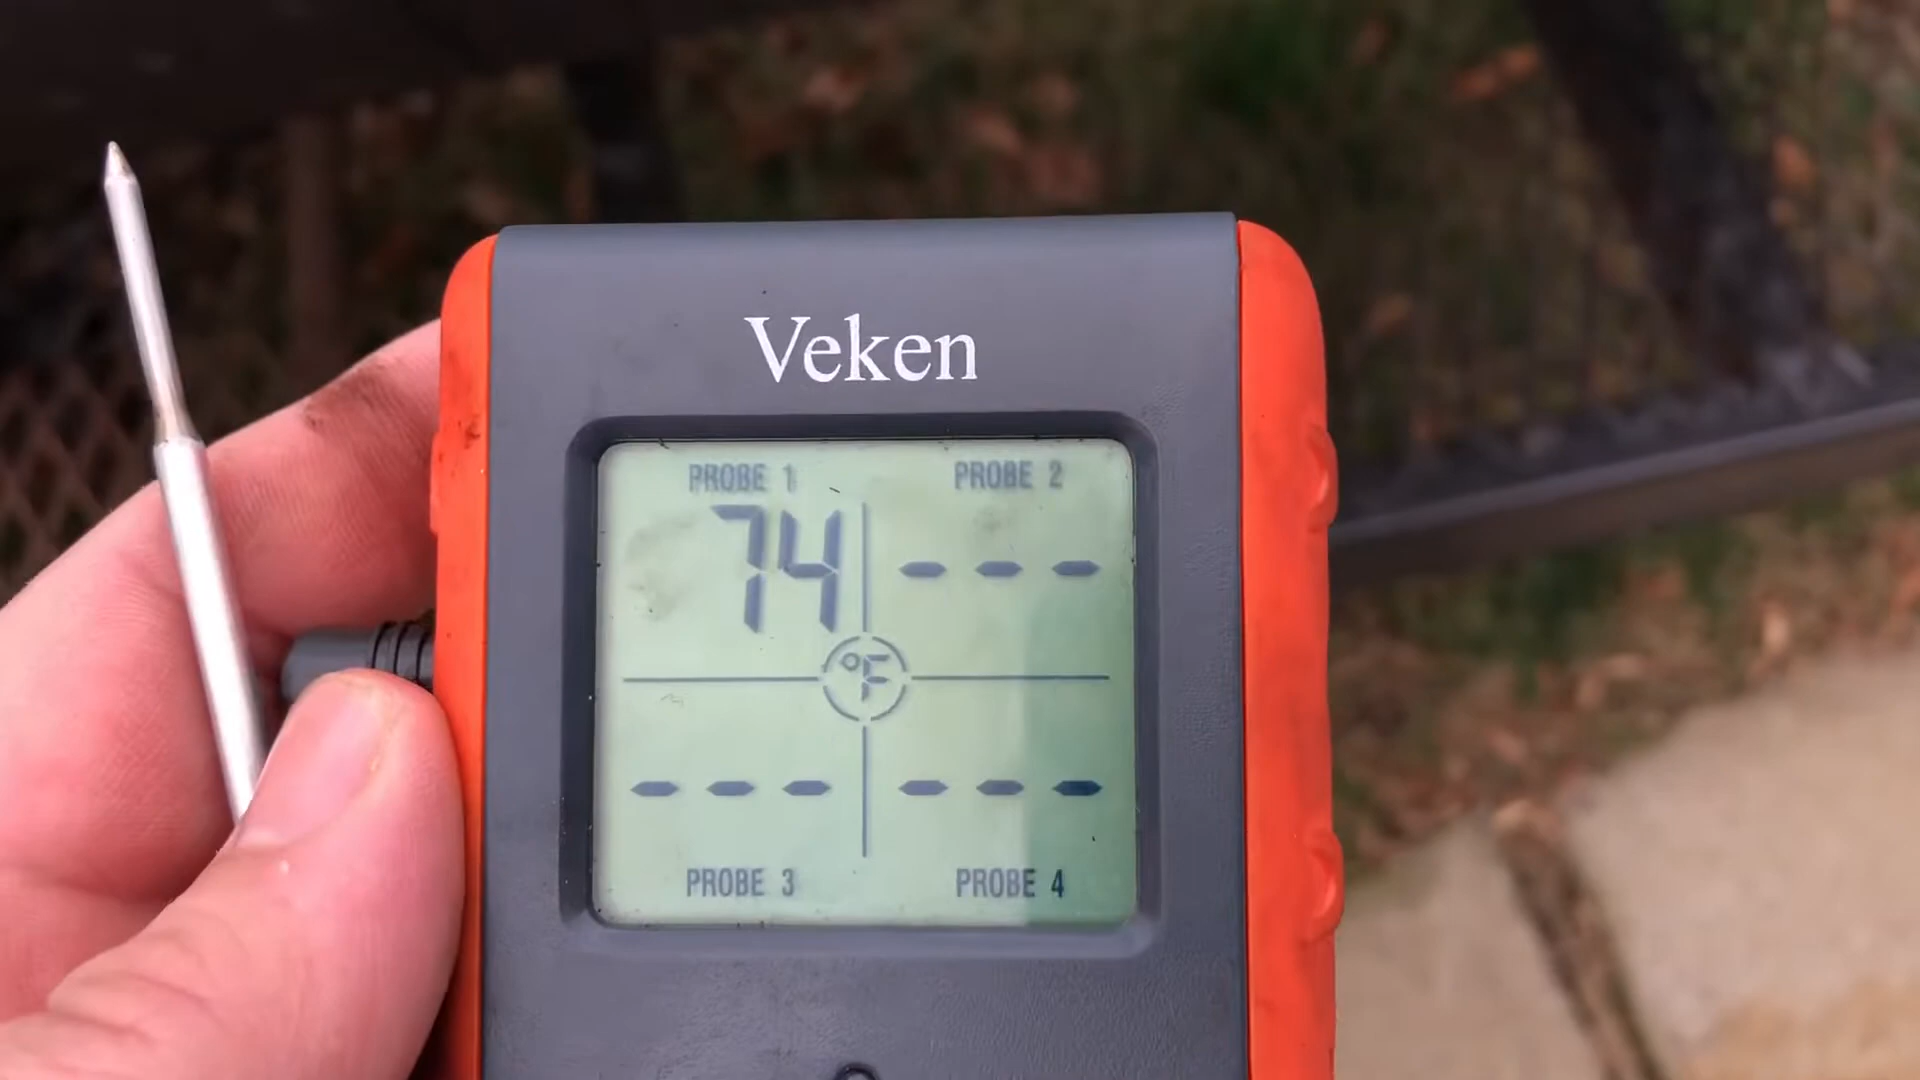 Veken
PROBE 1 PROBE 2
74 - - -
°F
- - - - - -
PROBE 3 PROBE 4